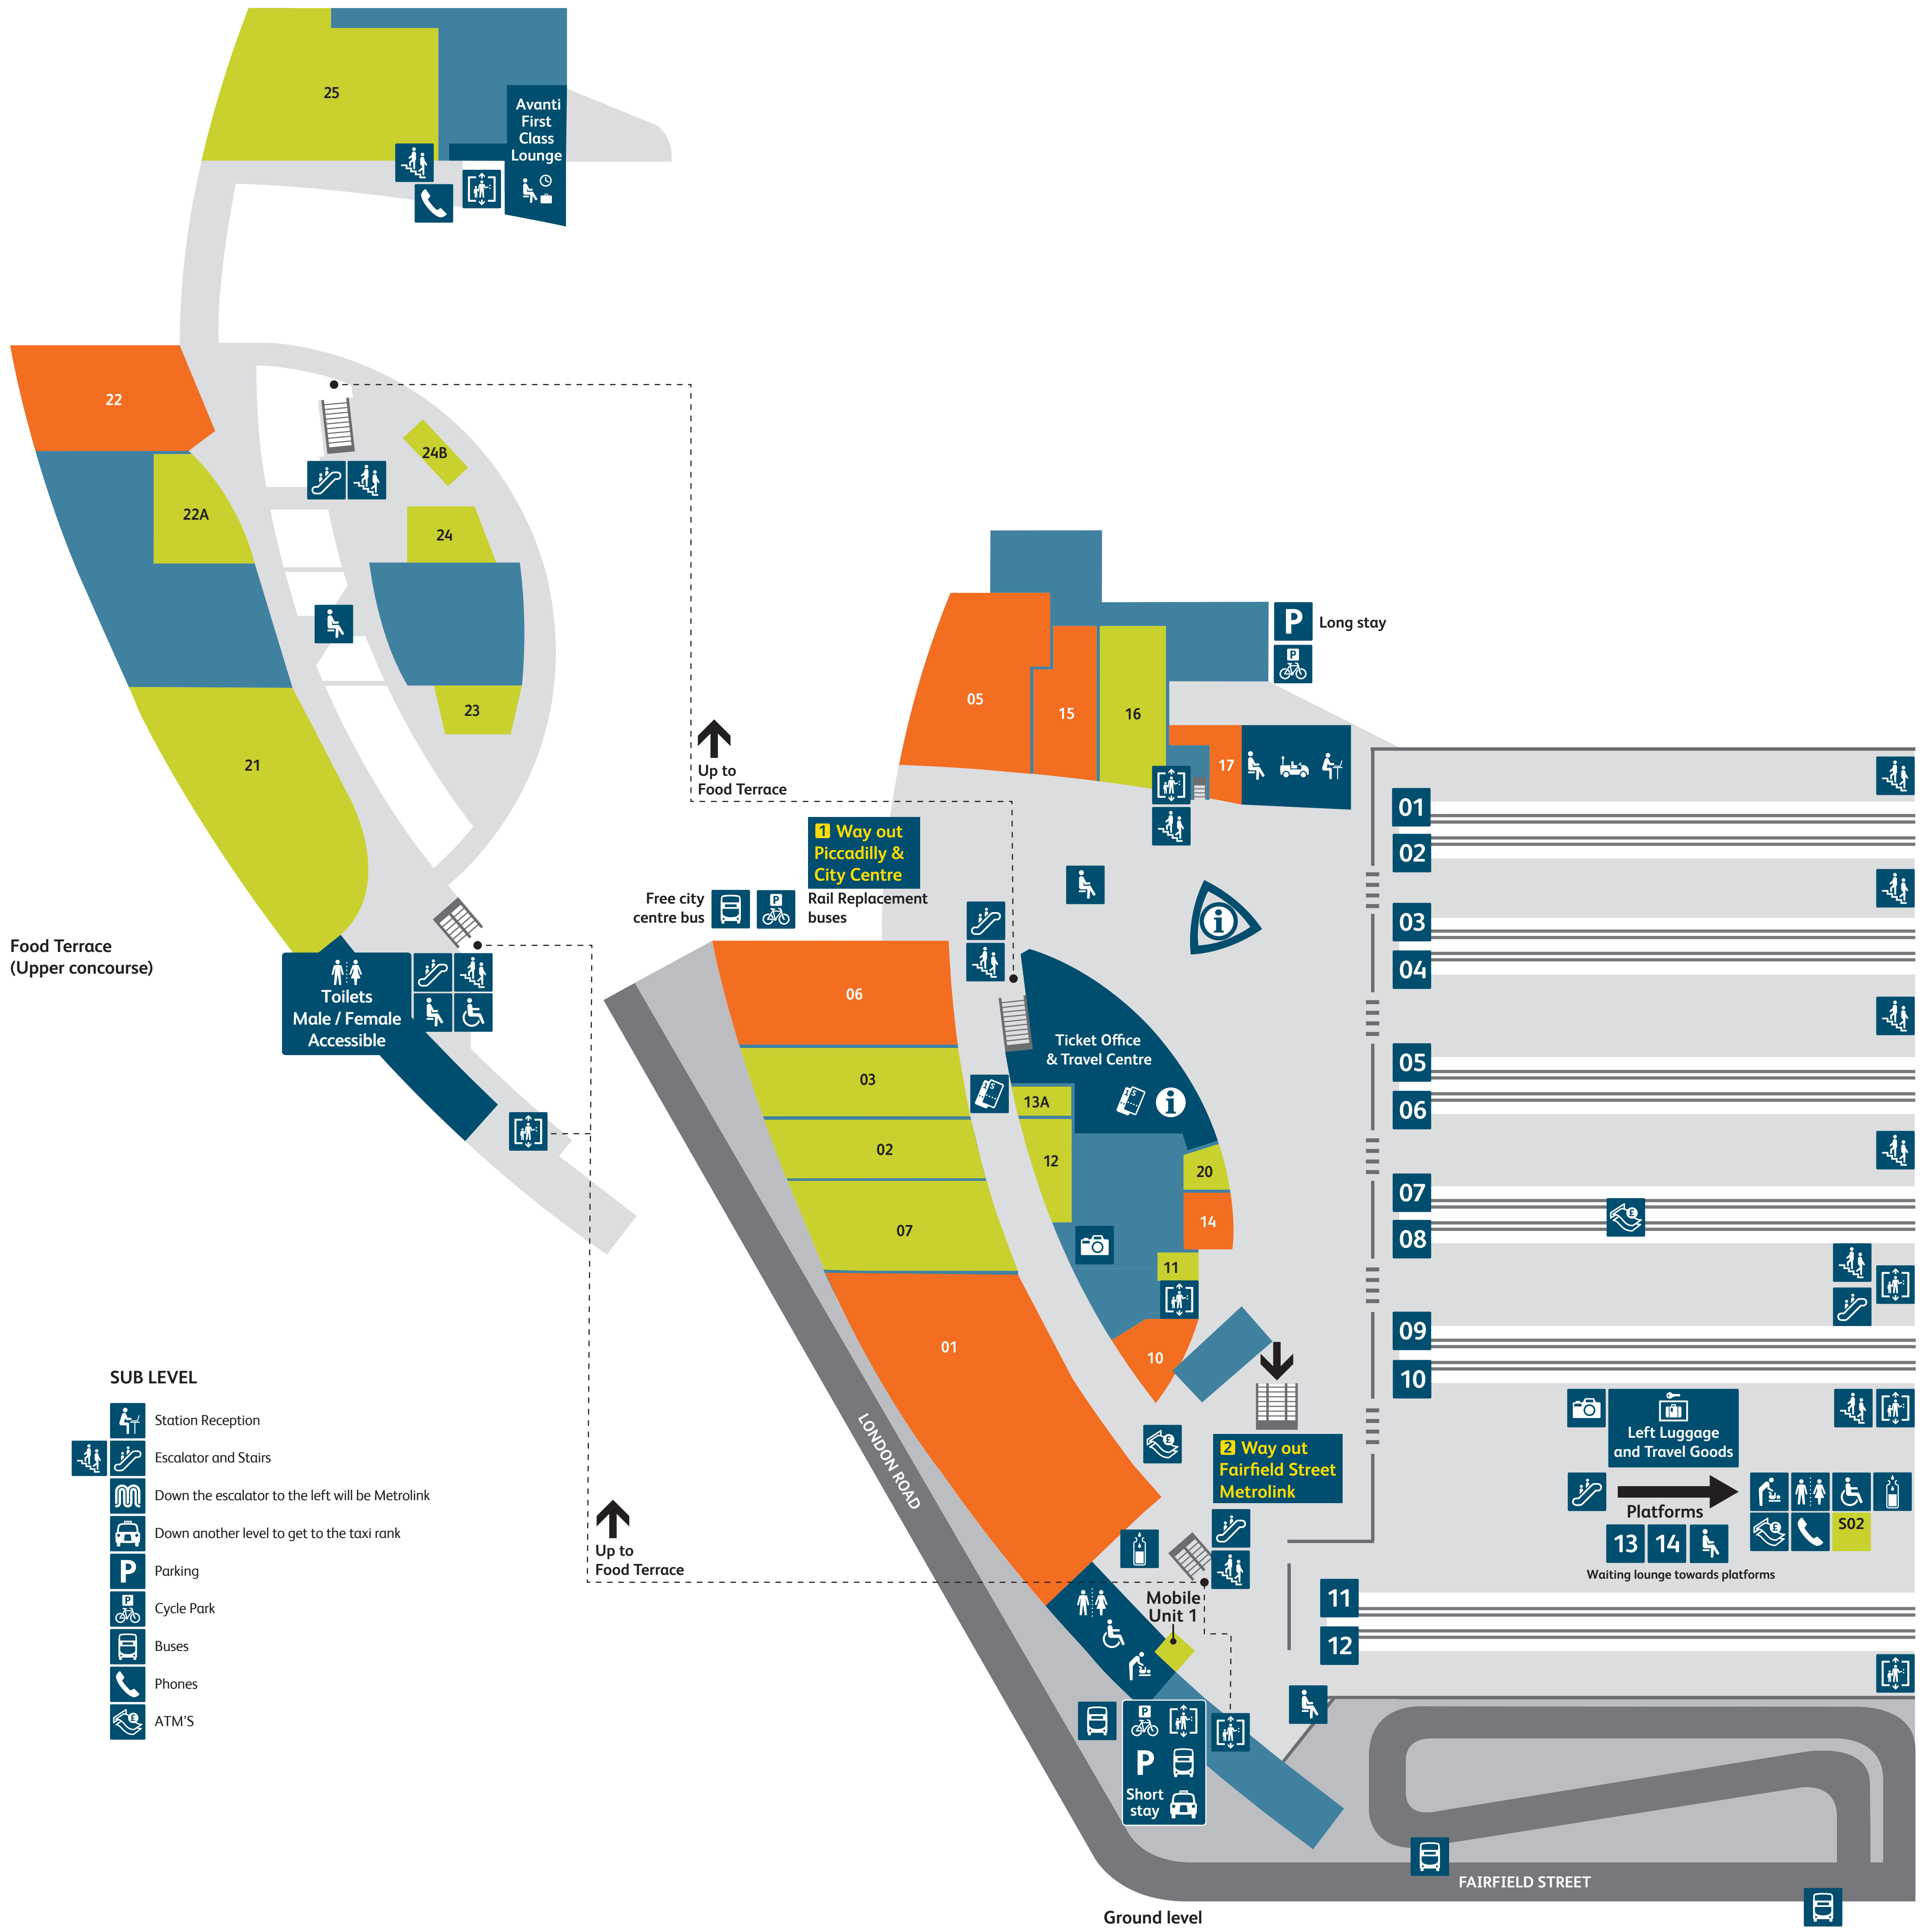 25
Avanti
First
Class
Lounge
22
24B
22A
24
23
21
Food Terrace
(Upper concourse)
Toilets
Male / Female
Accessible
Up to
Food Terrace
1 Way out
Piccadilly &
City Centre
Free city
centre bus
P
Rail Replacement
buses
05
15
16
17
P
Long stay
P
i
06
03
02
07
01
Ticket Office
& Travel Centre
i
13A
12
20
14
11
10
LONDON ROAD
2 Way out
Fairfield Street
Metrolink
01
02
03
04
05
06
07
08
09
10
Left Luggage
and Travel Goods
Platforms
13
14
S02
Waiting lounge towards platforms
11
12
Up to
Food Terrace
Mobile
Unit 1
P
P
Short
stay
FAIRFIELD STREET
Ground level
SUB LEVEL
Station Reception
Escalator and Stairs
Down the escalator to the left will be Metrolink
Down another level to get to the taxi rank
P
Parking
P
Cycle Park
Buses
Phones
£
ATM'S